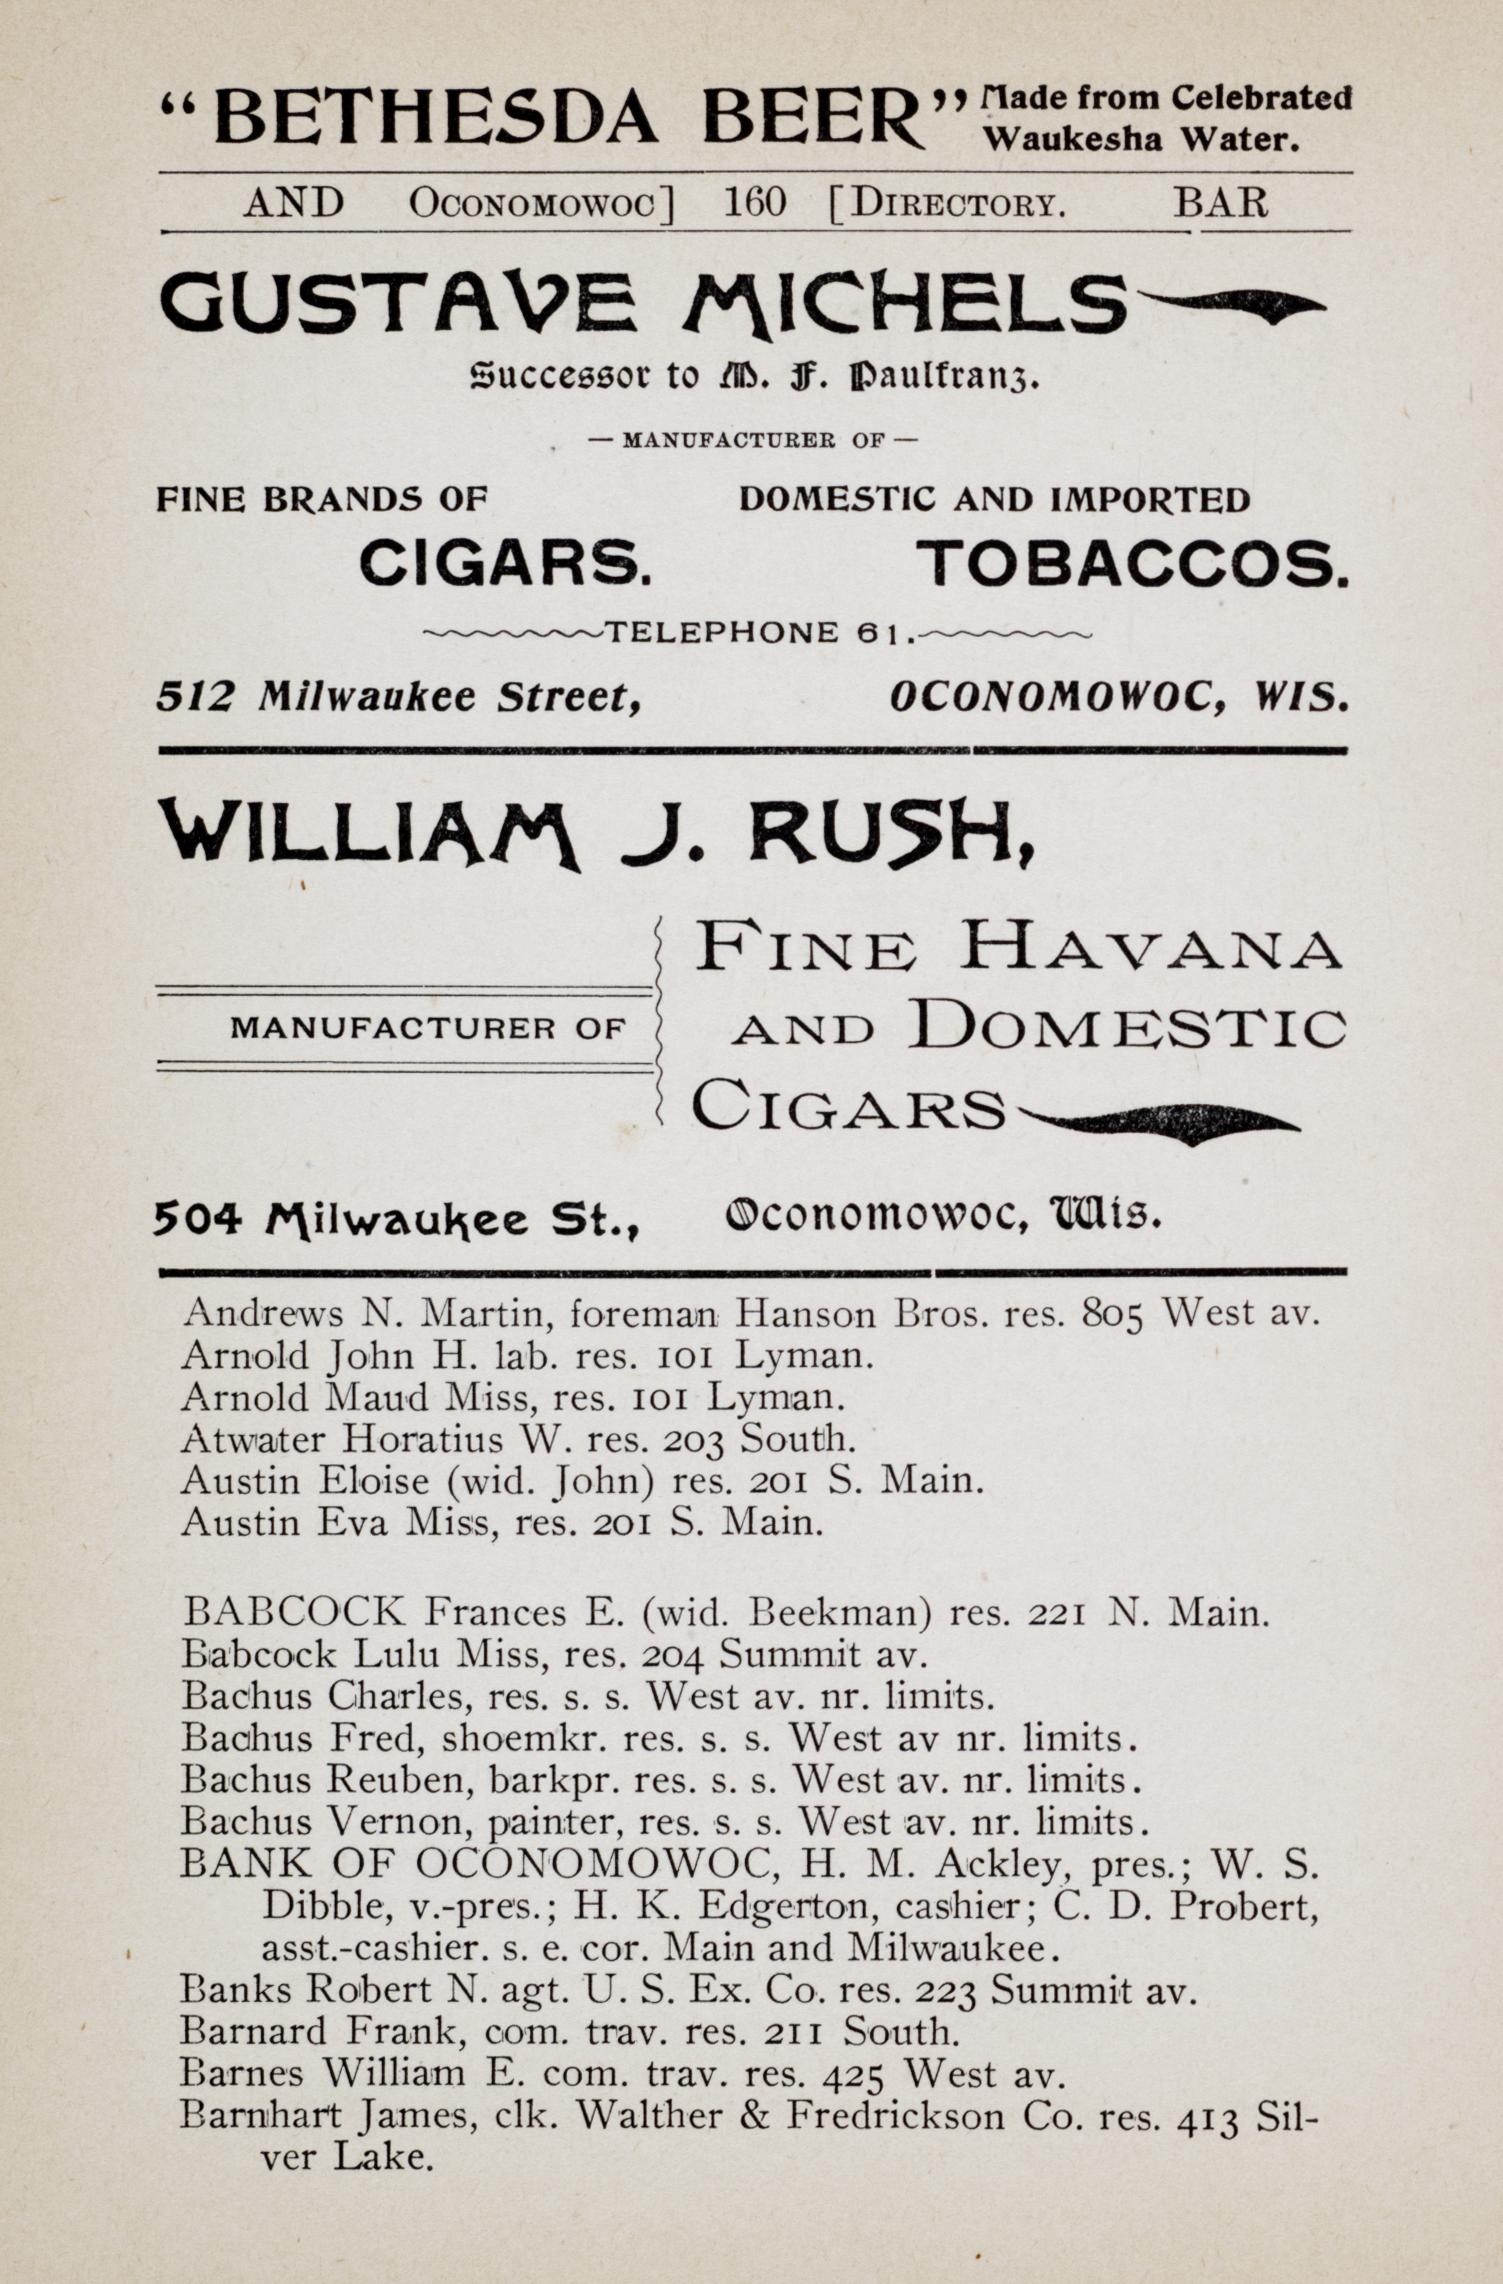 “BETHESDA BEER” Made from Celebrated
Waukesha Water.
AND OCONOMOWOC] 160 [DIRECTORY. BAR
GUSTAVE MICHELS
Successor to M. F. Paulfranz.
— MANUFACTURER OF —
FINE BRANDS OF DOMESTIC AND IMPORTED
CIGARS. TOBACCOS.
TELEPHONE 61.
512 Milwaukee Street, OCONOMOWOC, WIS.
WILLIAM J. RUSH,
MANUFACTURER OF
FINE HAVANA
AND DOMESTIC
CIGARS
504 Milwaukee St., Oconomowoc, Wis.
Andrews N. Martin, foreman Hanson Bros. res. 805 West av.
Arnold John H. lab. res. 101 Lyman.
Arnold Maud Miss, res. 101 Lyman.
Atwater Horatius W. res. 203 South.
Austin Eloise (wid. John) res. 201 S. Main.
Austin Eva Miss, res. 201 S. Main.
BABCOCK Frances E. (wid. Beekman) res. 221 N. Main.
Babcock Lulu Miss, res. 204 Summit av.
Bachus Charles, res. s. s. West av. nr. limits.
Bachus Fred, shoemkr. res. s. s. West av nr. limits.
Bachus Reuben, barkpr. res. s. s. West av. nr. limits.
Bachus Vernon, painter, res. s. s. West av. nr. limits.
BANK OF OCONOMOWOC, H. M. Ackley, pres.; W. S.
Dibble, v.-pres.; H. K. Edgerton, cashier; C. D. Probert,
asst.-cashier. s. e. cor. Main and Milwaukee.
Banks Robert N. agt. U. S. Ex. Co. res. 223 Summit av.
Barnard Frank, com. trav. res. 211 South.
Barnes William E. com. trav. res. 425 West av.
Barnhart James, clk. Walther & Fredrickson Co. res. 413 Sil-
ver Lake.